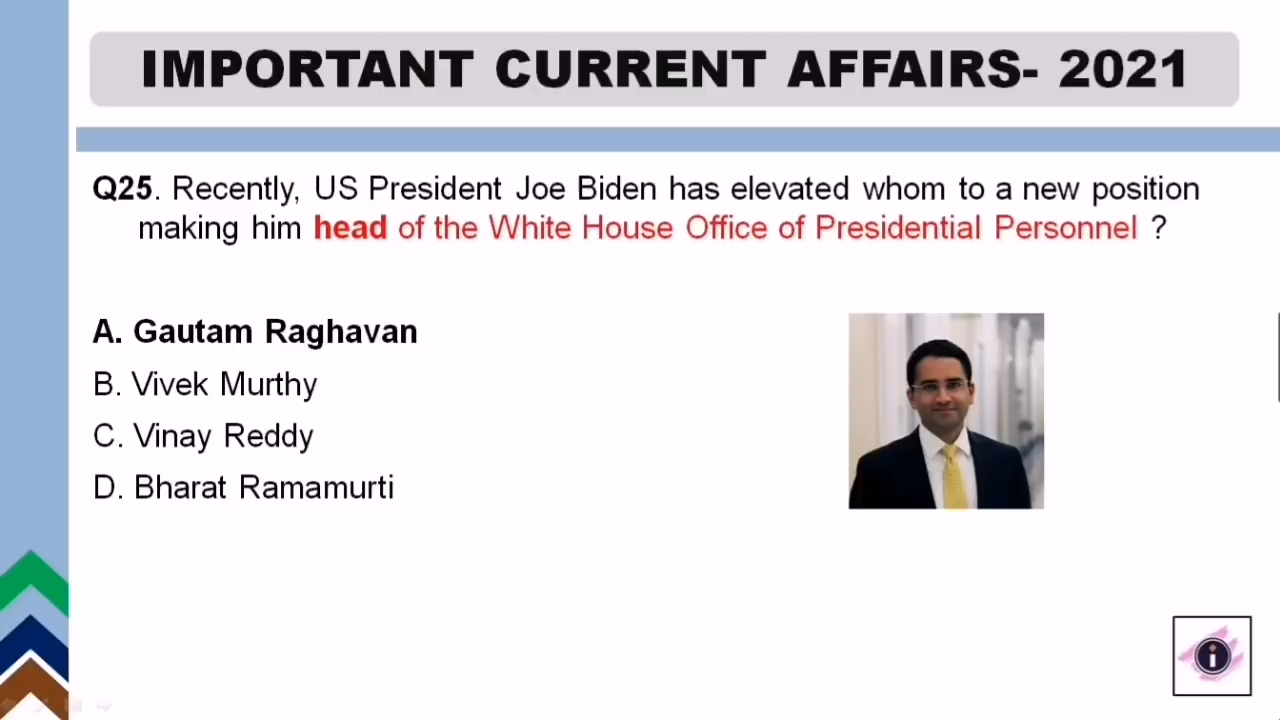 IMPORTANT CURRENT AFFAIRS- 2021
Q25. Recently, US President Joe Biden has elevated whom to a new position
making him head of the White House Office of Presidential Personnel ?
A. Gautam Raghavan
B. Vivek Murthy
C. Vinay Reddy
D. Bharat Ramamurti
i